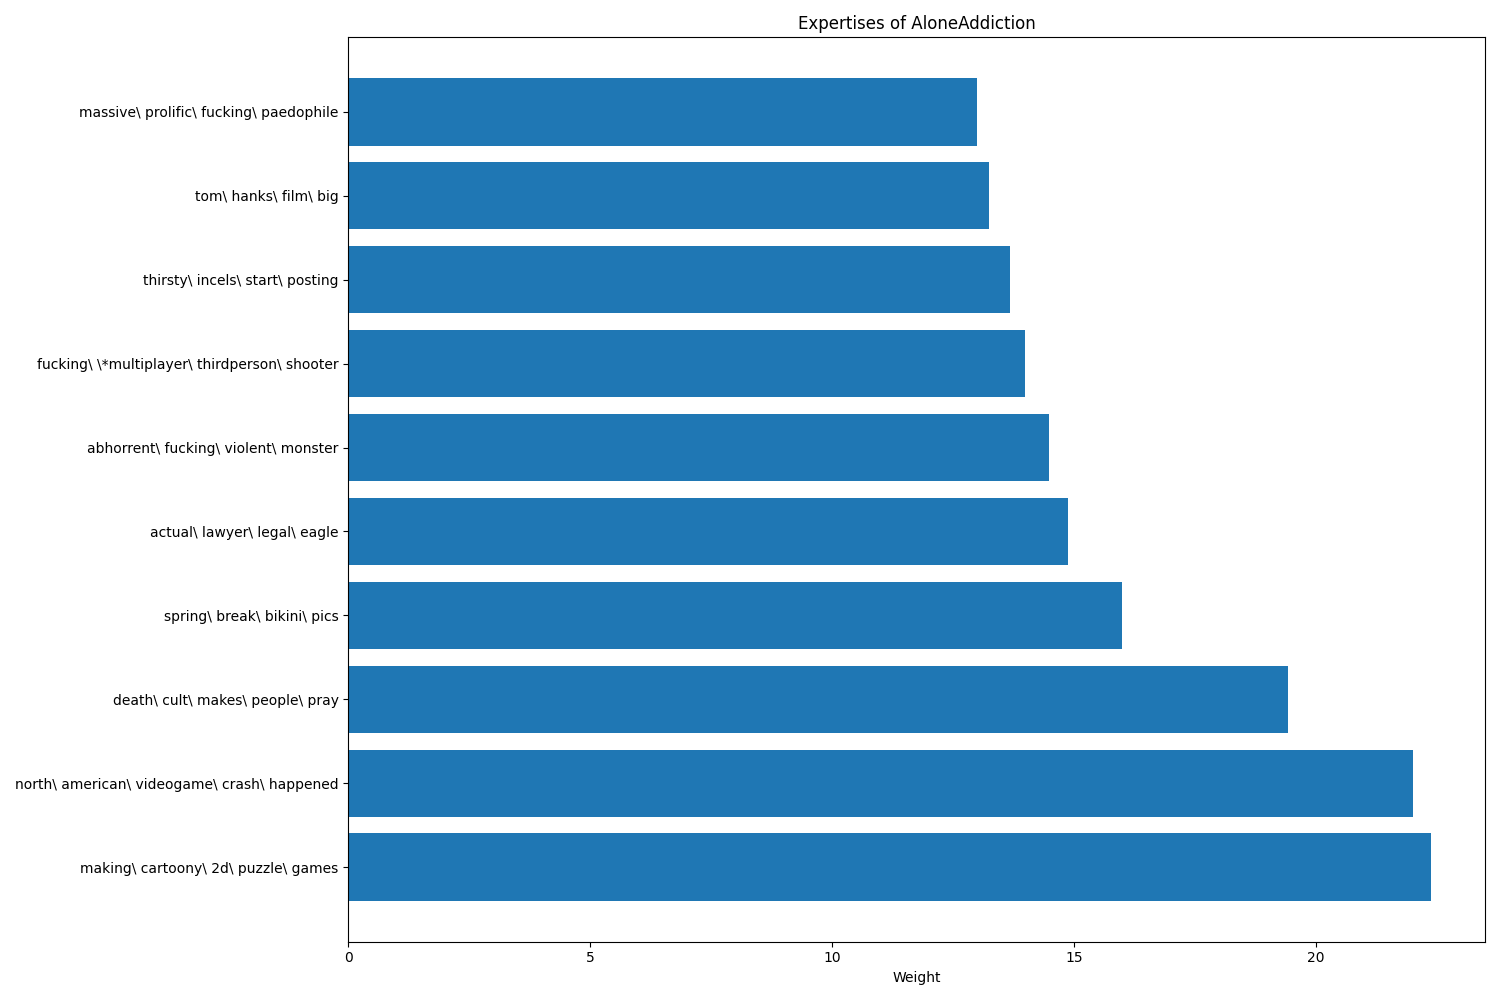 Expertises of AloneAddiction
massive\ prolific\ fucking\ paedophile
tom\ hanks\ film\ big
thirsty\ incels\ start\ posting
fucking\ \*multiplayer\ thirdperson\ shooter
abhorrent\ fucking\ violent\ monster
actual\ lawyer\ legal\ eagle
spring\ break\ bikini\ pics
death\ cult\ makes\ people\ pray
north\ american\ videogame\ crash\ happened
making\ cartoony\ 2d\ puzzle\ games
0 5 10 15 20
Weight